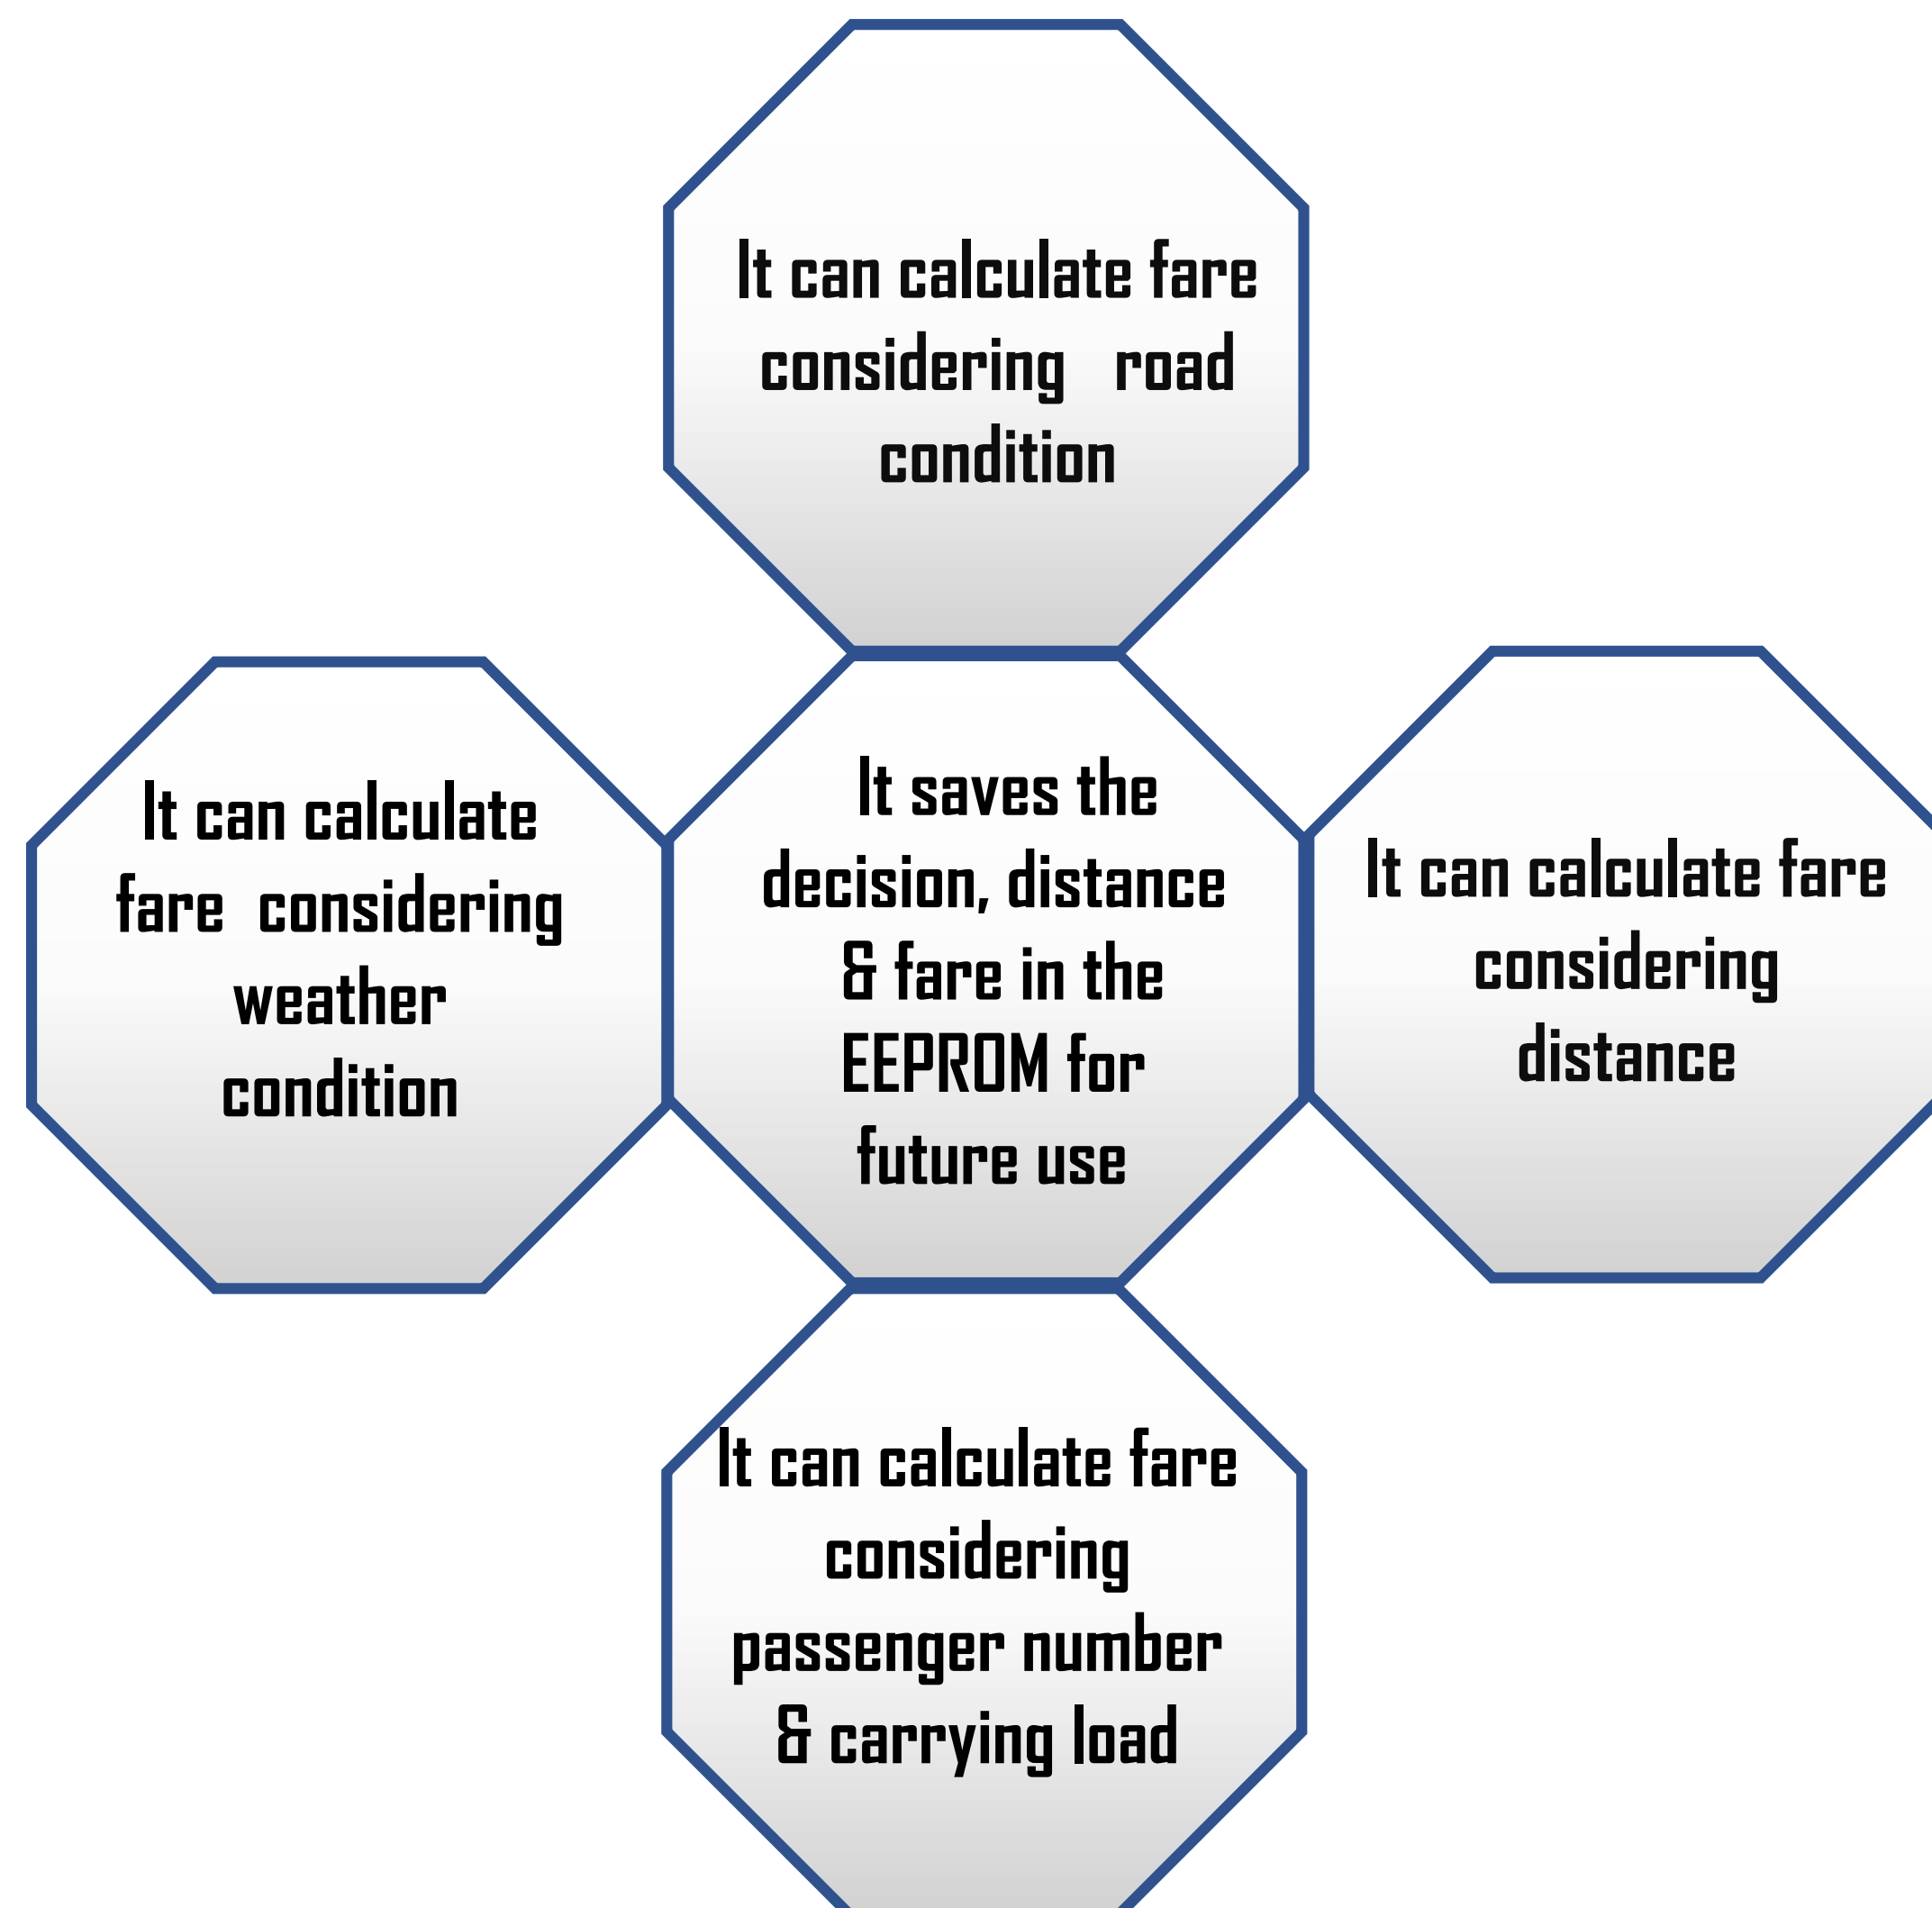 It can calculate fare
considering road
condition
It can calculate
fare considering
weather
condition
It saves the
decision, distance
& fare in the
EEPROM for
future use
It can calculate fare
considering
distance
It can calculate fare
considering
passenger number
& carrying load